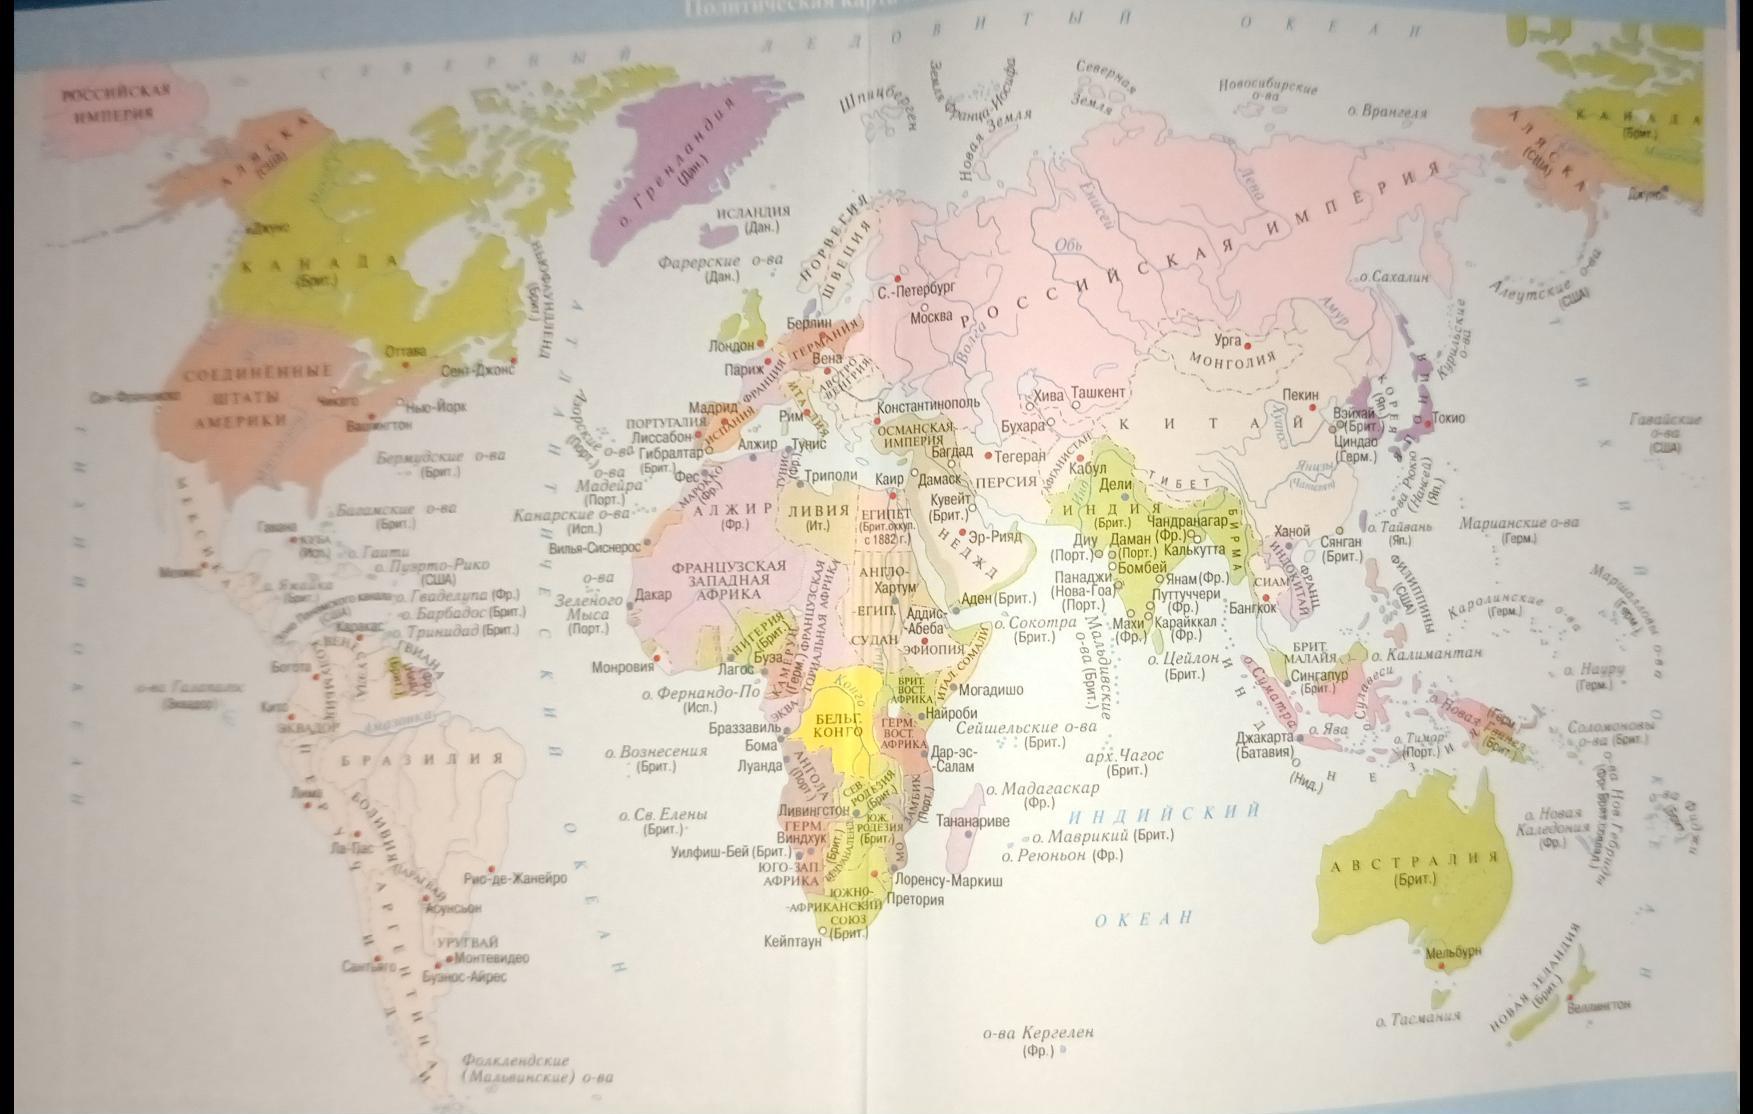 Политическая карта
СЕВЕРНЫЙ ЛЕДОВИТЫЙ ОКЕАН
РОССИЙСКАЯ
ИМПЕРИЯ
АЛЯСКА
(США)
КАНАДА
(Брит.)
Джуно
о. Гренландия
(Дан.)
ИСЛАНДИЯ
(Дан.)
Фарерские о-ва
(Дан.)
Шпицберген
Земля Франца-Иосифа
Новая Земля
Северная
Земля
Новосибирские
о-ва
о. Врангеля
АЛЯСКА
(США)
КАНАДА
(Брит.)
Джуно
НЬЮФАУНДЛЕНД
(Брит.)
Оттава
Сент-Джонс
СОЕДИНЁННЫЕ
ШТАТЫ
АМЕРИКИ
Сан-Франциско
Чикаго
Нью-Йорк
Вашингтон
Бермудские о-ва
(Брит.)
МЕКСИКА
Мехико
Гавана
КУБА
(Исп.)
Багамские о-ва
(Брит.)
о. Гаити
о. Пуэрто-Рико
(США)
о. Ямайка
(Брит.)
о. Гваделупа (Фр.)
о. Барбадос (Брит.)
о. Тринидад (Брит.)
Каракас
ВЕНЕСУЭЛА
ГВИАНА
Богота
КОЛУМБИЯ
о-ва Галапагос
(Эквадор)
Кито
ЭКВАДОР
Амазонка
БРАЗИЛИЯ
ПЕРУ
Лима
БОЛИВИЯ
Ла-Пас
ПАРАГВАЙ
Рио-де-Жанейро
Асунсьон
ЧИЛИ
АРГЕНТИНА
УРУГВАЙ
Монтевидео
Сантьяго
Буэнос-Айрес
Фолклендские
(Мальвинские) о-ва
АТЛАНТИЧЕСКИЙ ОКЕАН
НОРВЕГИЯ
ШВЕЦИЯ
С.-Петербург
Москва
РОССИЙСКАЯ ИМПЕРИЯ
Волга
Обь
Енисей
Лена
Амур
о. Сахалин
Курильские
о-ва
Алеутские о-ва
(США)
Берлин
ГЕРМАНИЯ
Лондон
Париж
ФРАНЦИЯ
Вена
АВСТРО-
ВЕНГРИЯ
ИТАЛИЯ
Рим
Мадрид
ИСПАНИЯ
ПОРТУГАЛИЯ
Лиссабон
Гибралтар
(Брит.)
Азорские о-ва
(Порт.)
о-ва
Мадейра
(Порт.)
Канарские о-ва
(Исп.)
Фес
МАРОККО
(Фр.)
Алжир
Тунис
ТУНИС
(Фр.)
Триполи
АЛЖИР
(Фр.)
ЛИВИЯ
(Ит.)
Каир
ЕГИПЕТ
(Брит. оккуп.
с 1882 г.)
Константинополь
ОСМАНСКАЯ
ИМПЕРИЯ
Багдад
Дамаск
Кувейт
(Брит.)
Тегеран
ПЕРСИЯ
НЕДЖД
Эр-Рияд
Аден (Брит.)
Хива
Ташкент
Бухара
АФГАНИСТАН
Кабул
Урга
МОНГОЛИЯ
КИТАЙ
ТИБЕТ
Пекин
Хуанхэ
Янцзы
(Чанцзян)
Вэйхай
(Брит.)
Циндао
(Герм.)
КОРЕЯ
(Яп.)
ЯПОНИЯ
Токио
о-ва Рюкю
(Нансей)
(Яп.)
о. Тайвань
(Яп.)
Сянган
(Брит.)
Гавайские
о-ва
(США)
Марианские о-ва
(Герм.)
Маршалловы о-ва
(Герм.)
Каролинские о-ва
(Герм.)
ФИЛИППИНЫ
(США)
Инд
Дели
ИНДИЯ
(Брит.)
Чандранагар
(Фр.)
Калькутта
Диу
(Порт.)
Даман
(Порт.)
Бомбей
Панаджи
(Нова-Гоа)
(Порт.)
Янам (Фр.)
Путтуччери
(Фр.)
Махи
(Фр.)
Карайккал
(Фр.)
БИРМА
Ханой
ФРАНЦ.
ИНДОКИТАЙ
СИАМ
Бангкок
о. Цейлон
(Брит.)
Мальдивские
о-ва (Брит.)
о. Сокотра
(Брит.)
БРИТ.
МАЛАЙЯ
Сингапур
(Брит.)
о. Калимантан
о. Суматра
о. Сулавеси
о. Новая Гвинея
(Герм.)
(Брит.)
Джакарта
(Батавия)
о. Ява
о. Тимор
(Порт.)
ИНДОНЕЗИЯ
(Нид.)
о. Науру
(Герм.)
Соломоновы
о-ва (Брит.)
о-ва Нов. Гебриды
о. Новая
Каледония
(Фр.)
Фиджи
(Брит.)
Вилья-Сиснерос
о-ва
Зеленого
Мыса
(Порт.)
Дакар
ФРАНЦУЗСКАЯ
ЗАПАДНАЯ
АФРИКА
ФРАНЦУЗСКАЯ
ЭКВАТОРИАЛЬНАЯ АФРИКА
АНГЛО-
-ЕГИП.
СУДАН
Хартум
Аддис-
Абеба
ЭФИОПИЯ
ИТАЛ. СОМАЛИ
Могадишо
НИГЕРИЯ
(Брит.)
Монровия
Лагос
Буэа
КАМЕРУН
(Герм.)
о. Фернандо-По
(Исп.)
Браззавиль
Бома
Луанда
Конго
БЕЛЬГ.
КОНГО
БРИТ.
ВОСТ.
АФРИКА
Найроби
ГЕРМ.
ВОСТ.
АФРИКА
Дар-эс-
-Салам
Сейшельские о-ва
(Брит.)
арх. Чагос
(Брит.)
о. Вознесения
(Брит.)
о. Св. Елены
(Брит.)
АНГОЛА
(Порт.)
СЕВ.
РОДЕЗИЯ
(Брит.)
Ливингстон
ЮЖ.
РОДЕЗИЯ
(Брит.)
МОЗАМБИК
(Порт.)
ГЕРМ.
Виндхук
Уилфиш-Бей (Брит.)
ЮГО-ЗАП.
АФРИКА
БЕЧУАНАЛЕНД
(Брит.)
о. Мадагаскар
(Фр.)
Тананариве
о. Маврикий (Брит.)
о. Реюньон (Фр.)
Лоренсу-Маркиш
Претория
ЮЖНО-
-АФРИКАНСКИЙ
СОЮЗ
(Брит.)
Кейптаун
ИНДИЙСКИЙ
ОКЕАН
о-ва Кергелен
(Фр.)
АВСТРАЛИЯ
(Брит.)
Мельбурн
о. Тасмания
НОВАЯ ЗЕЛАНДИЯ
(Брит.)
Веллингтон